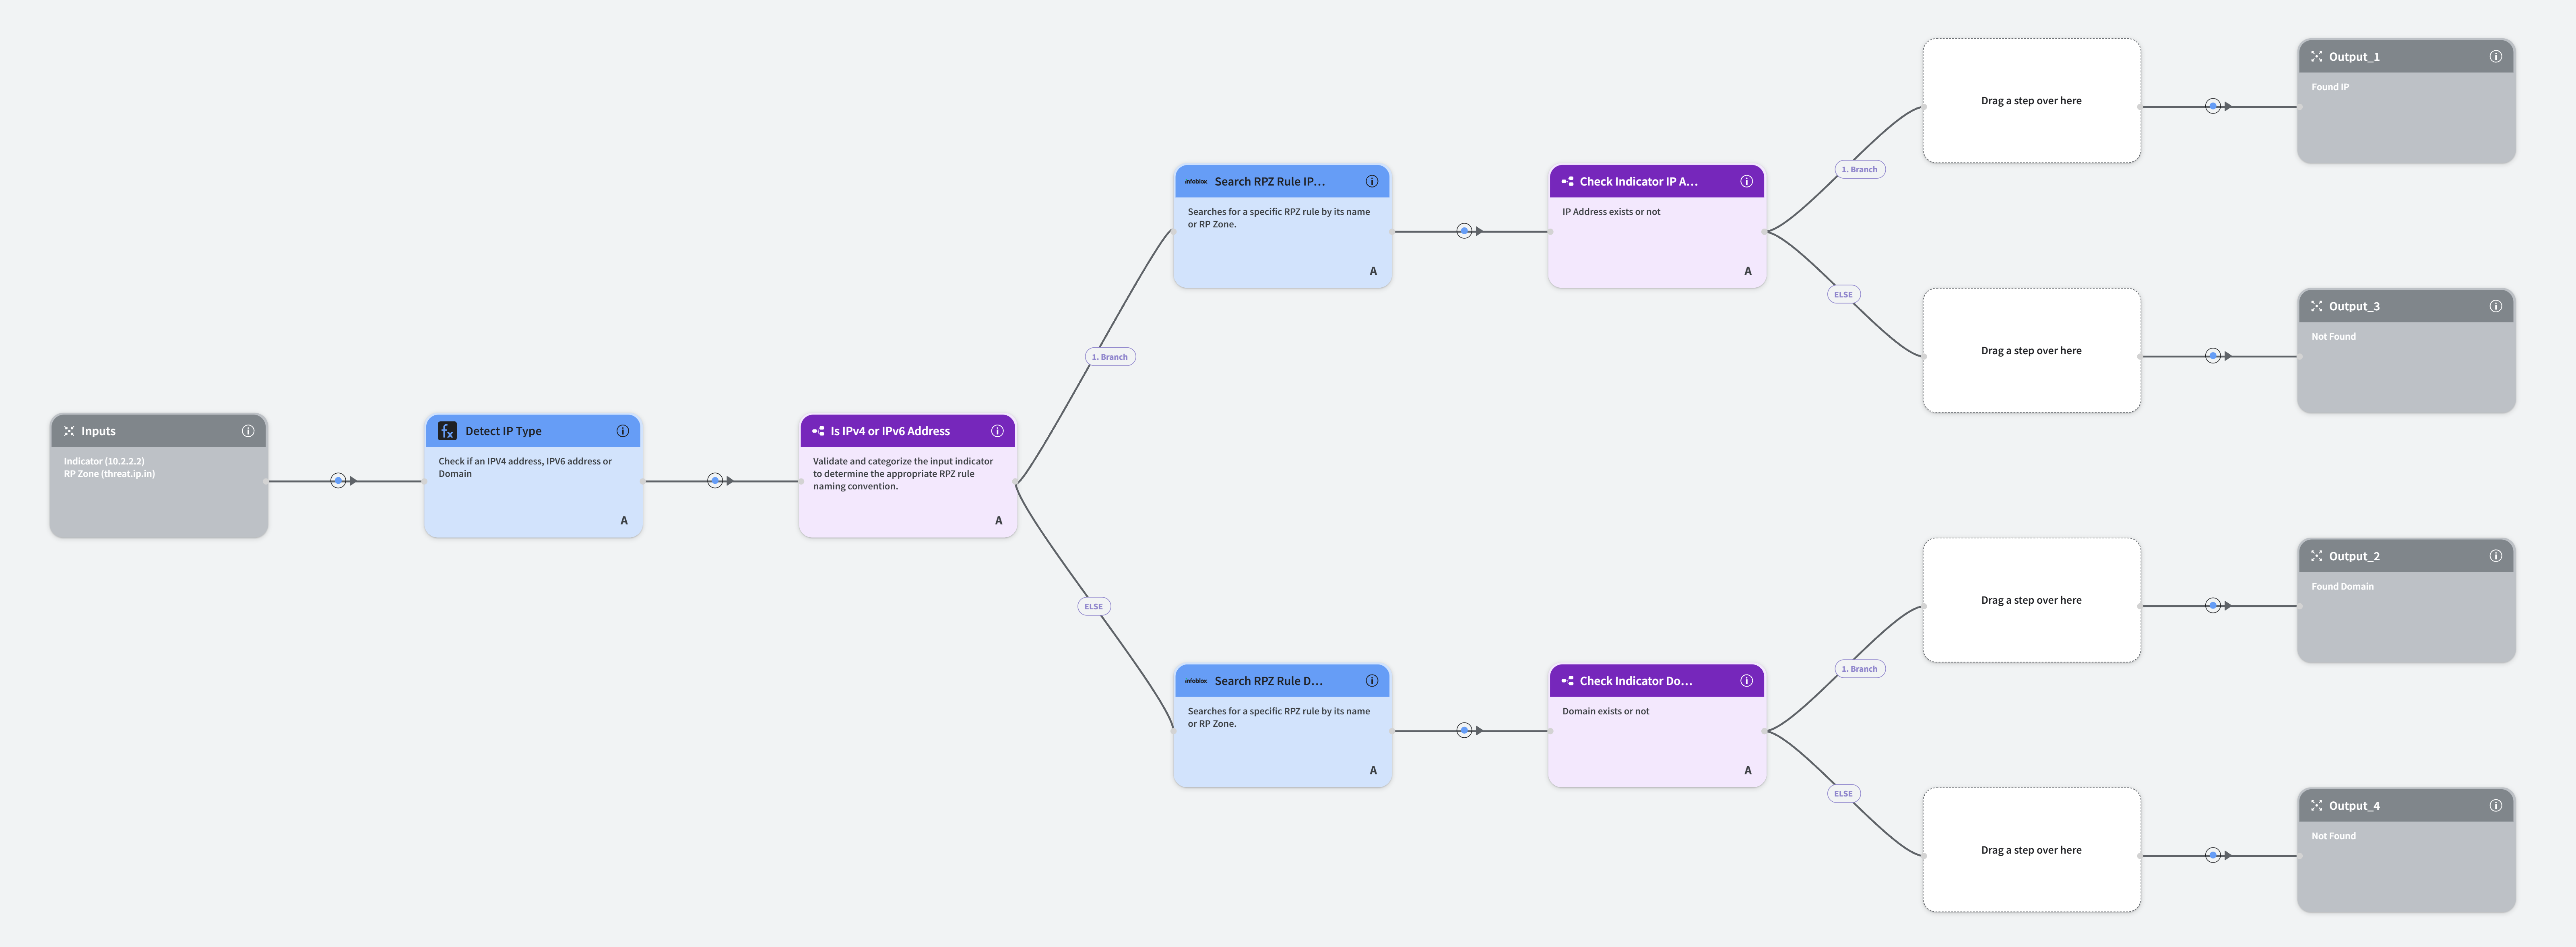 Inputs
Indicator (10.2.2.2)
RP Zone (threat.ip.in)
fx
Detect IP Type
Check if an IPV4 address, IPV6 address or
Domain
A
Is IPv4 or IPv6 Address
Validate and categorize the input indicator
to determine the appropriate RPZ rule
naming convention.
A
1. Branch
ELSE
infoblox
Search RPZ Rule IP...
Searches for a specific RPZ rule by its name
or RP Zone.
A
Check Indicator IP A...
IP Address exists or not
A
1. Branch
ELSE
Drag a step over here
Output_1
Found IP
Drag a step over here
Output_3
Not Found
infoblox
Search RPZ Rule D...
Searches for a specific RPZ rule by its name
or RP Zone.
A
Check Indicator Do...
Domain exists or not
A
1. Branch
ELSE
Drag a step over here
Output_2
Found Domain
Drag a step over here
Output_4
Not Found